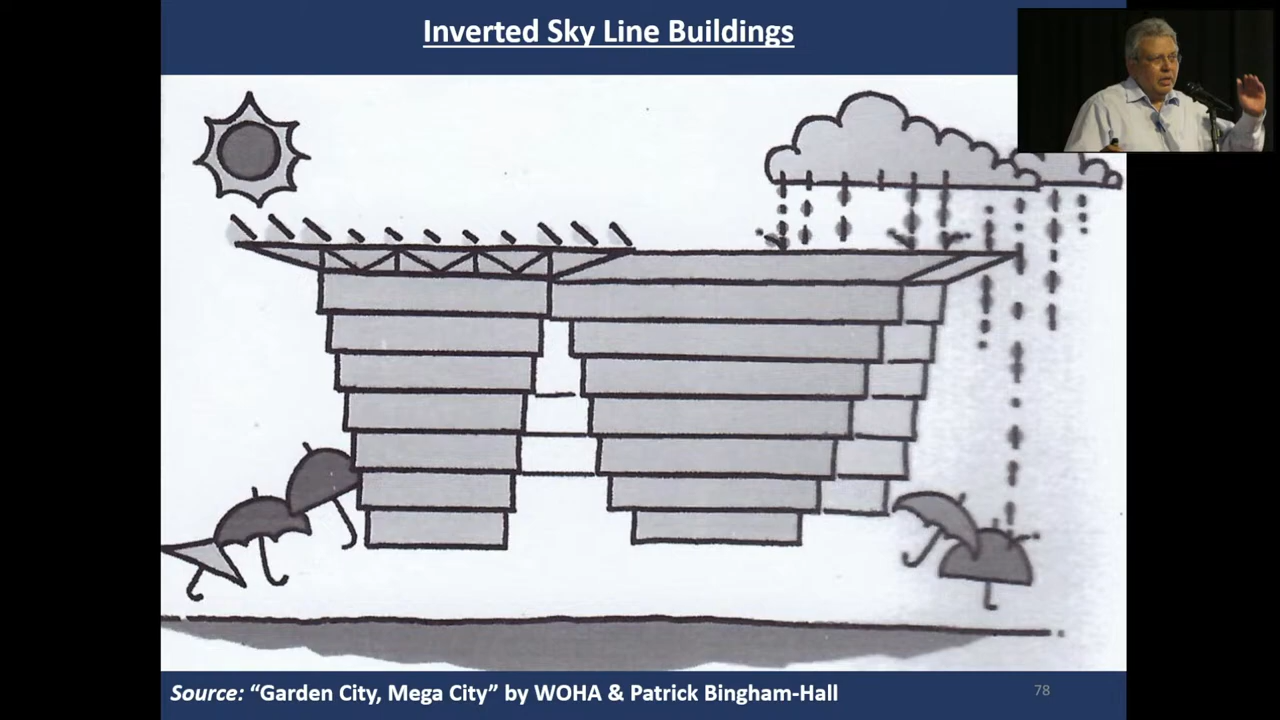 Inverted Sky Line Buildings
Source: “Garden City, Mega City” by WOHA & Patrick Bingham-Hall
78